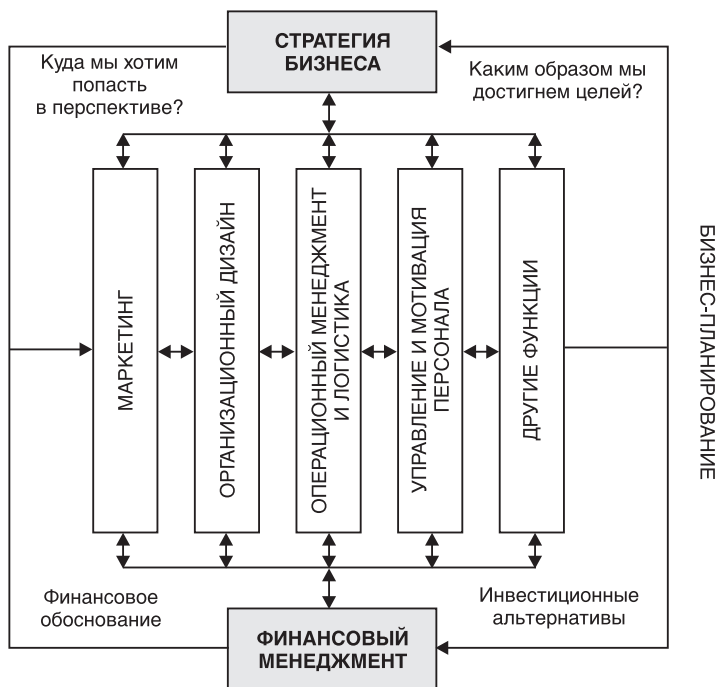 СТРАТЕГИЯ
БИЗНЕСА
Куда мы хотим
попасть
в перспективе?
Каким образом мы
достигнем целей?
МАРКЕТИНГ
ОРГАНИЗАЦИОННЫЙ ДИЗАЙН
ОПЕРАЦИОННЫЙ МЕНЕДЖМЕНТ
И ЛОГИСТИКА
УПРАВЛЕНИЕ И МОТИВАЦИЯ
ПЕРСОНАЛА
ДРУГИЕ ФУНКЦИИ
БИЗНЕС-ПЛАНИРОВАНИЕ
Финансовое
обоснование
Инвестиционные
альтернативы
ФИНАНСОВЫЙ
МЕНЕДЖМЕНТ